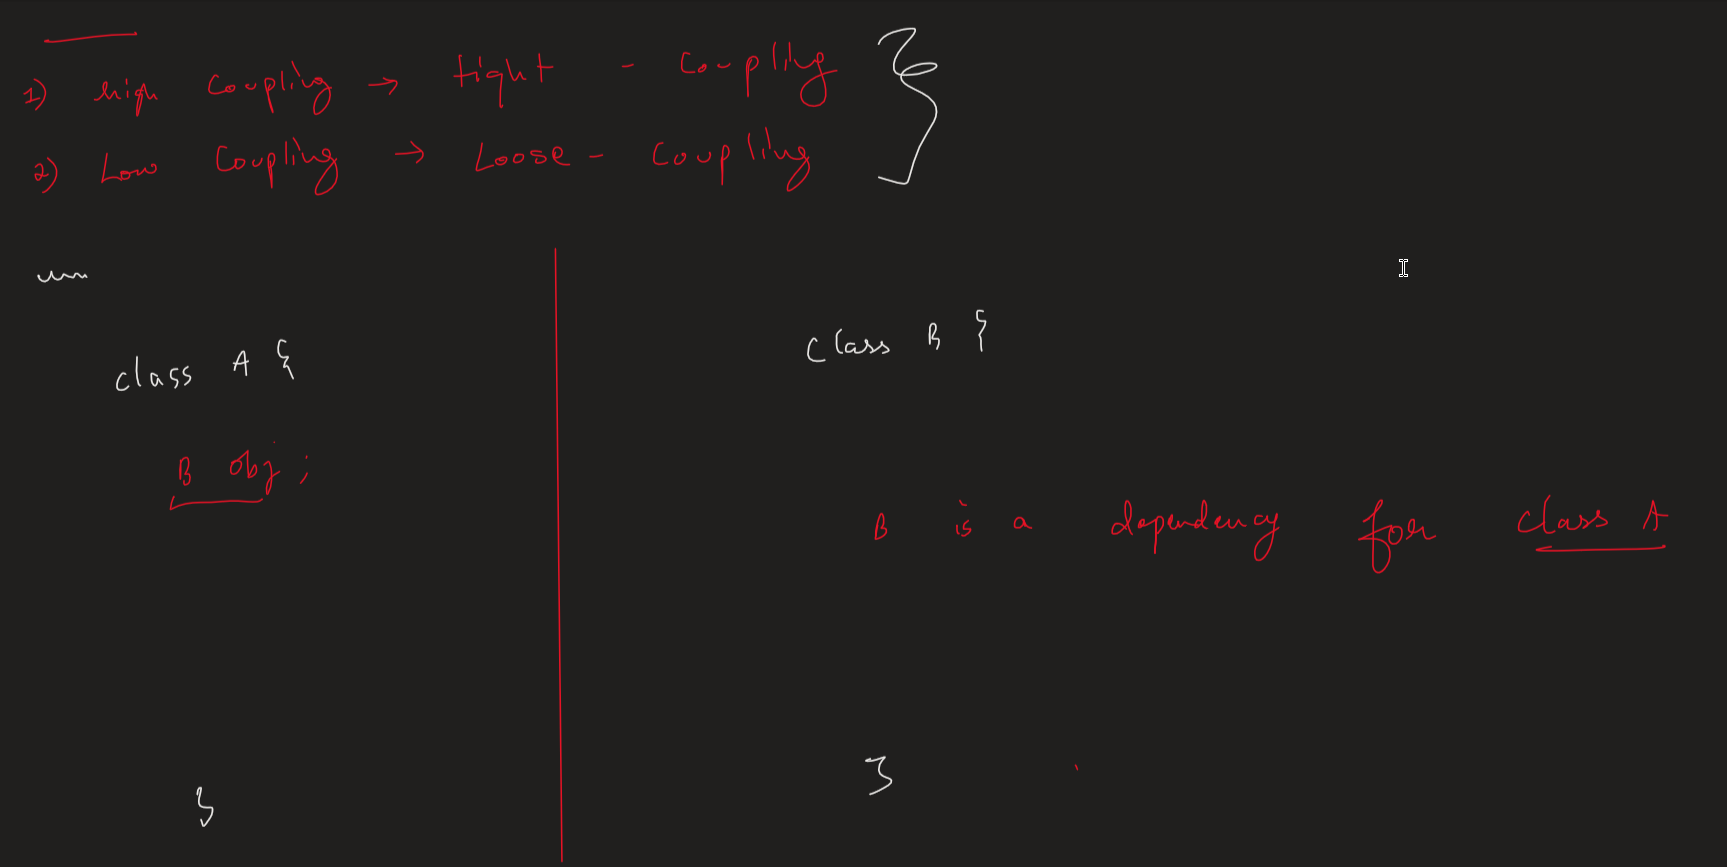 1) high coupling → tight - coupling
2) Low coupling → Loose - coupling
class A {
B obj ;
}
class B {
B is a dependency for class A
}